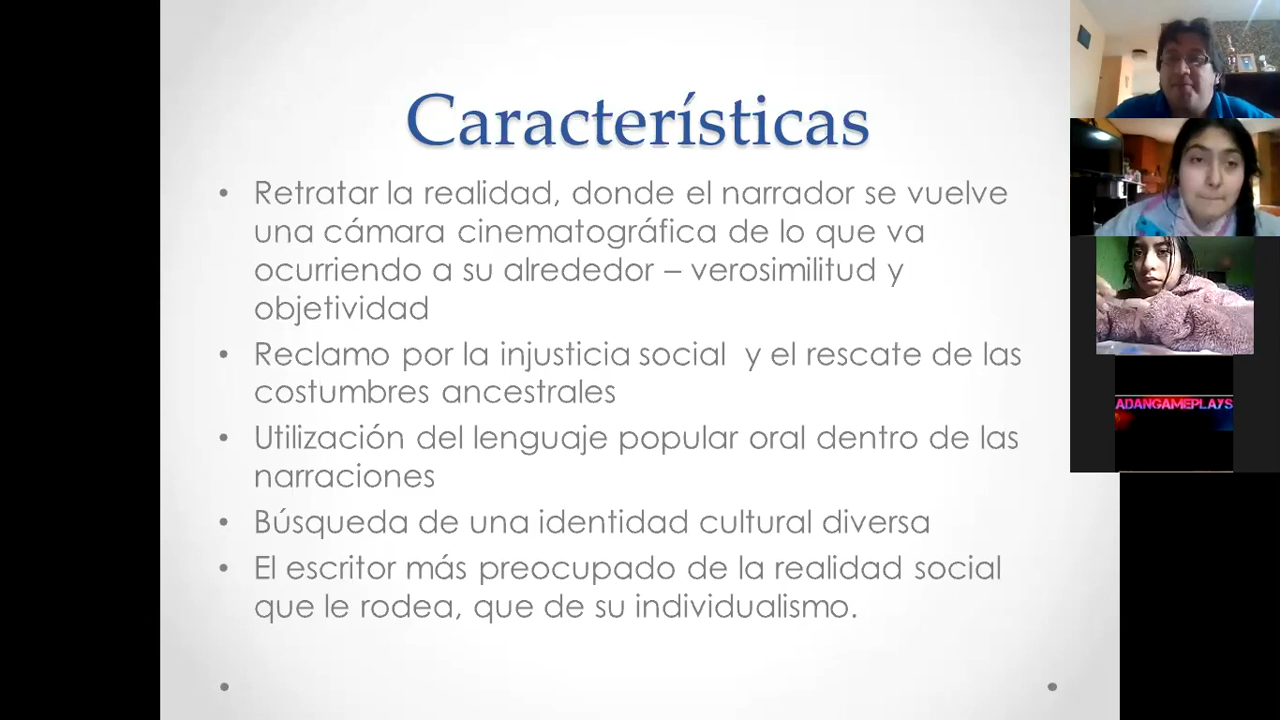 Características
• Retratar la realidad, donde el narrador se vuelve
una cámara cinematográfica de lo que va
ocurriendo a su alrededor – verosimilitud y
objetividad
• Reclamo por la injusticia social y el rescate de las
costumbres ancestrales
• Utilización del lenguaje popular oral dentro de las
narraciones
• Búsqueda de una identidad cultural diversa
• El escritor más preocupado de la realidad social
que le rodea, que de su individualismo.
ADANGAMEPLAYS